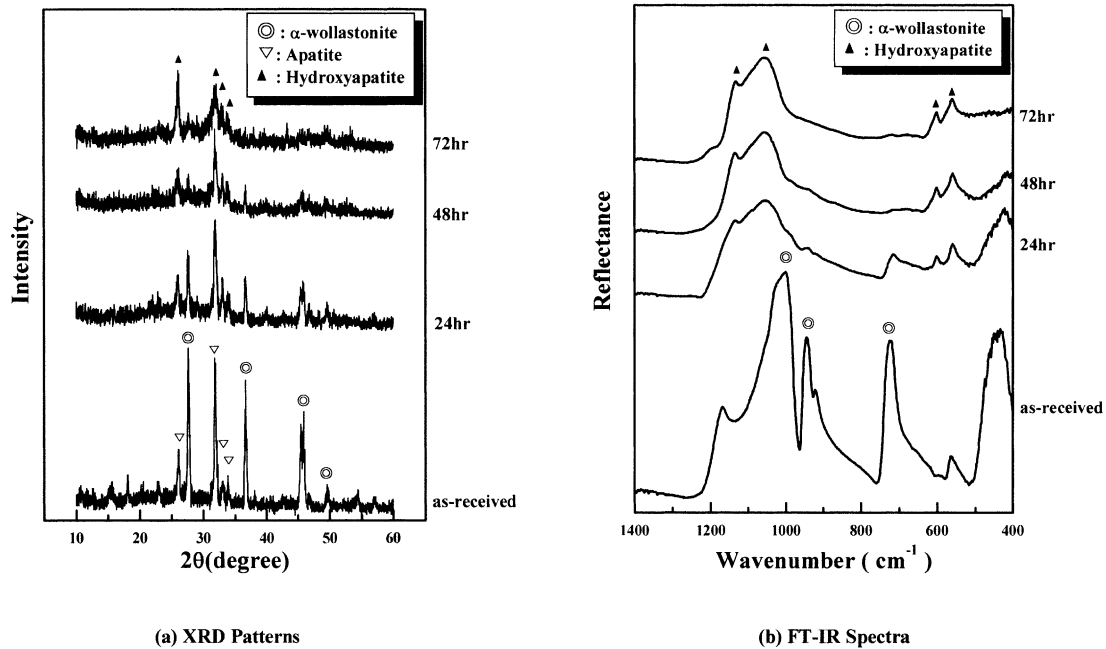 ◎ : α-wollastonite
▽ : Apatite
▲ : Hydroxyapatite
72hr
48hr
24hr
as-received
Intensity
10 20 30 40 50 60
2θ(degree)
(a) XRD Patterns
◎ : α-wollastonite
▲ : Hydroxyapatite
72hr
48hr
24hr
as-received
Reflectance
1400 1200 1000 800 600 400
Wavenumber ( cm⁻¹ )
(b) FT-IR Spectra